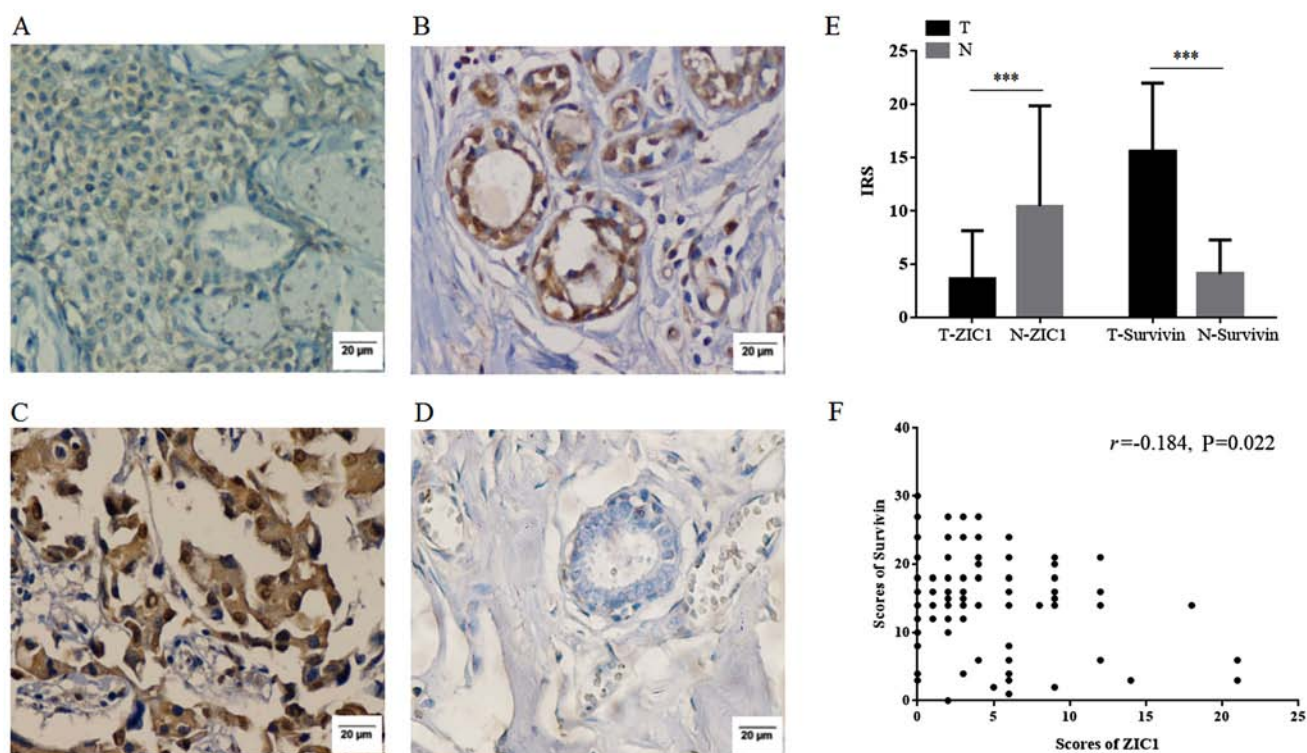 A
20 µm
B
20 µm
C
20 µm
D
20 µm
E
T
N
25
20
15
10
5
0
IRS
***
***
T-ZIC1 N-ZIC1 T-Survivin N-Survivin
F
r=-0.184, P=0.022
40
30
20
10
0
Scores of Survivin
0 5 10 15 20 25
Scores of ZIC1